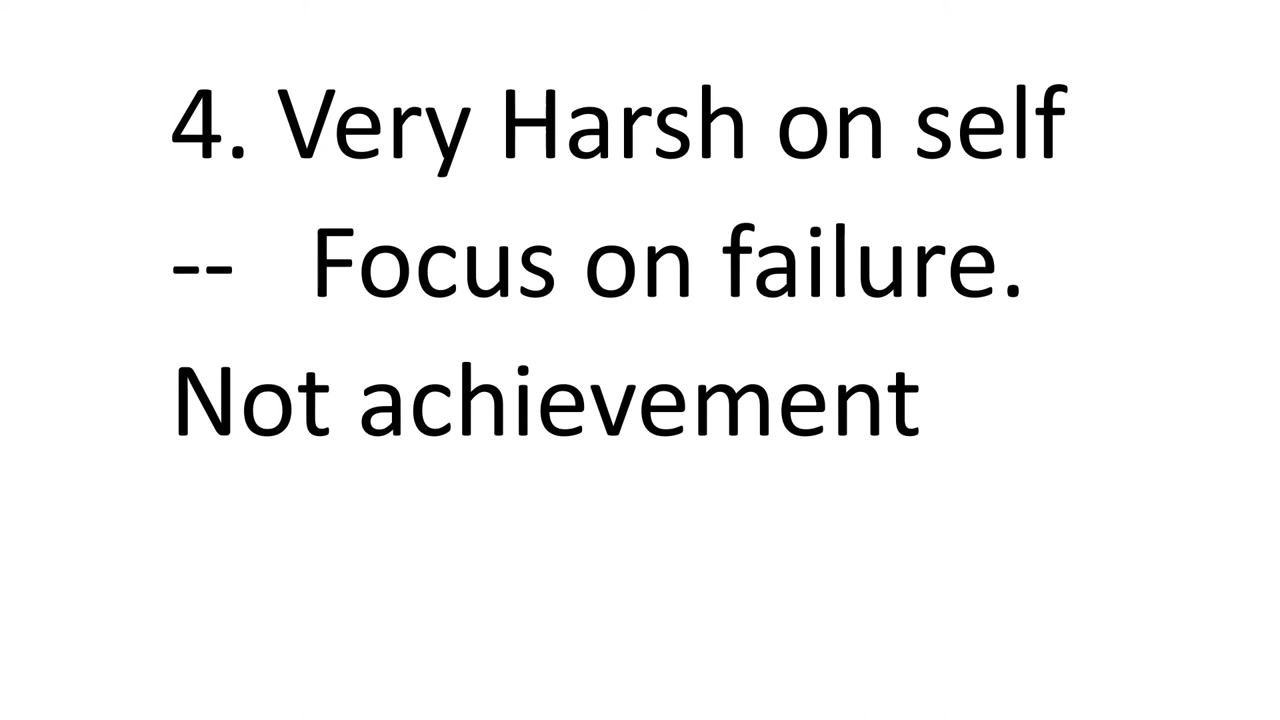 4. Very Harsh on self
-- Focus on failure.
Not achievement